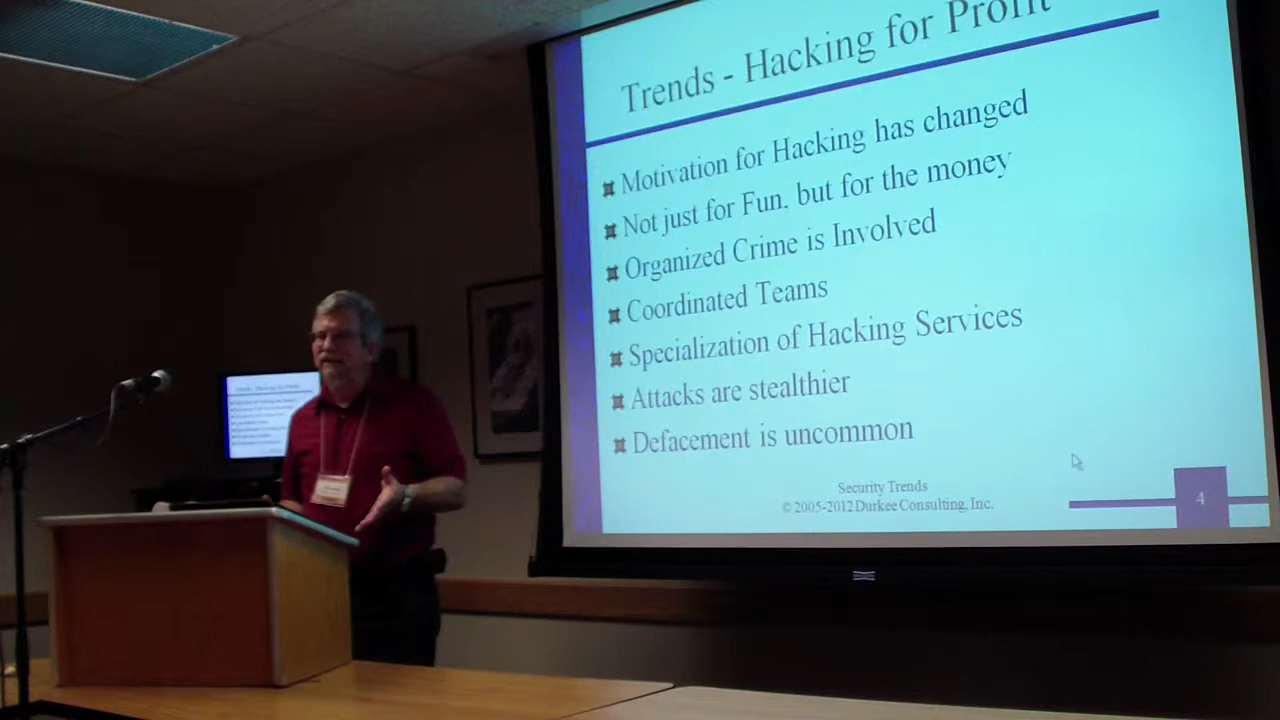 Trends - Hacking for Profit
Motivation for Hacking has changed
Not just for Fun, but for the money
Organized Crime is Involved
Coordinated Teams
Specialization of Hacking Services
Attacks are stealthier
Defacement is uncommon
Security Trends
© 2005-2012 Durkee Consulting, Inc.
4